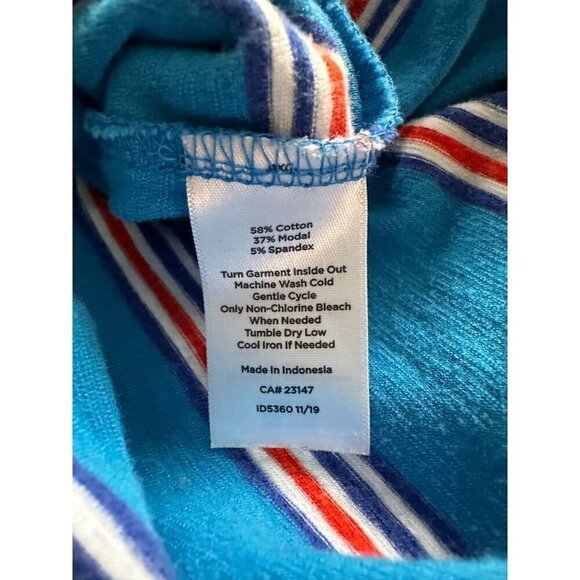 58% Cotton
37% Modal
5% Spandex
Turn Garment Inside Out
Machine Wash Cold
Gentle Cycle
Only Non-Chlorine Bleach
When Needed
Tumble Dry Low
Cool Iron If Needed
Made In Indonesia
CA# 23147
ID5360 11/19